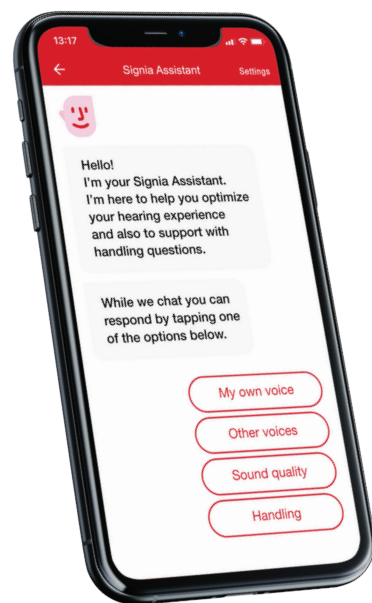 13:17
Signia Assistant
Settings
Hello!
I'm your Signia Assistant.
I'm here to help you optimize
your hearing experience
and also to support with
handling questions.
While we chat you can
respond by tapping one
of the options below.
My own voice
Other voices
Sound quality
Handling